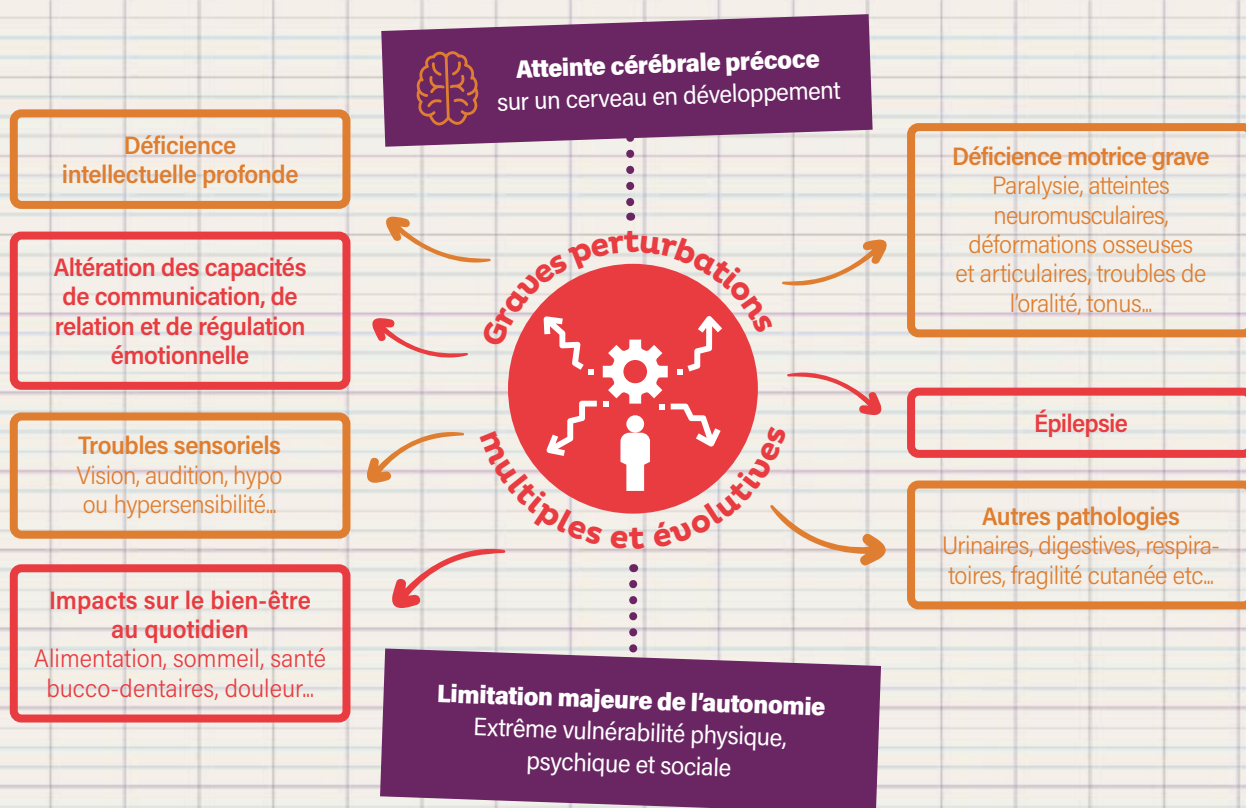 Atteinte cérébrale précoce
sur un cerveau en développement
Déficience
intellectuelle profonde
Altération des capacités
de communication, de
relation et de régulation
émotionnelle
Troubles sensoriels
Vision, audition, hypo
ou hypersensibilité...
Impacts sur le bien-être
au quotidien
Alimentation, sommeil, santé
bucco-dentaires, douleur...
Graves perturbations
multiples et évolutives
Déficience motrice grave
Paralysie, atteintes
neuromusculaires,
déformations osseuses
et articulaires, troubles de
l'oralité, tonus...
Épilepsie
Autres pathologies
Urinaires, digestives, respira-
toires, fragilité cutanée etc...
Limitation majeure de l'autonomie
Extrême vulnérabilité physique,
psychique et sociale